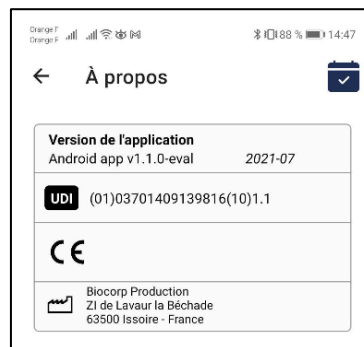 Orange F
Orange F
88 % 14:47
À propos
Version de l'application
Android app v1.1.0-eval 2021-07
UDI (01)03701409139816(10)1.1
CE
Biocorp Production
ZI de Lavaur la Béchade
63500 Issoire - France